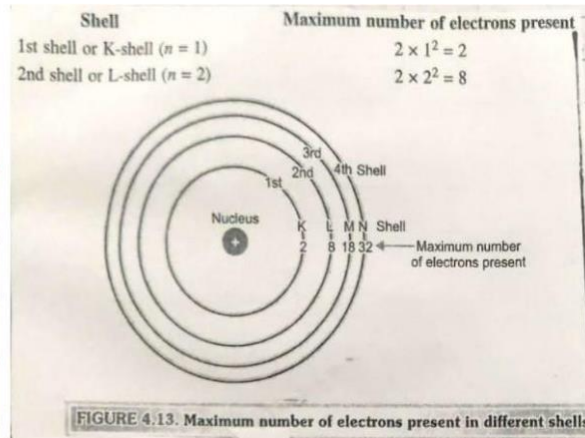 Shell Maximum number of electrons present
1st shell or K-shell (n = 1) 2 × 1² = 2
2nd shell or L-shell (n = 2) 2 × 2² = 8
3rd
2nd 4th Shell
1st
Nucleus
K L M N Shell
+
2 8 18 32 Maximum number
of electrons present
FIGURE 4.13. Maximum number of electrons present in different shell